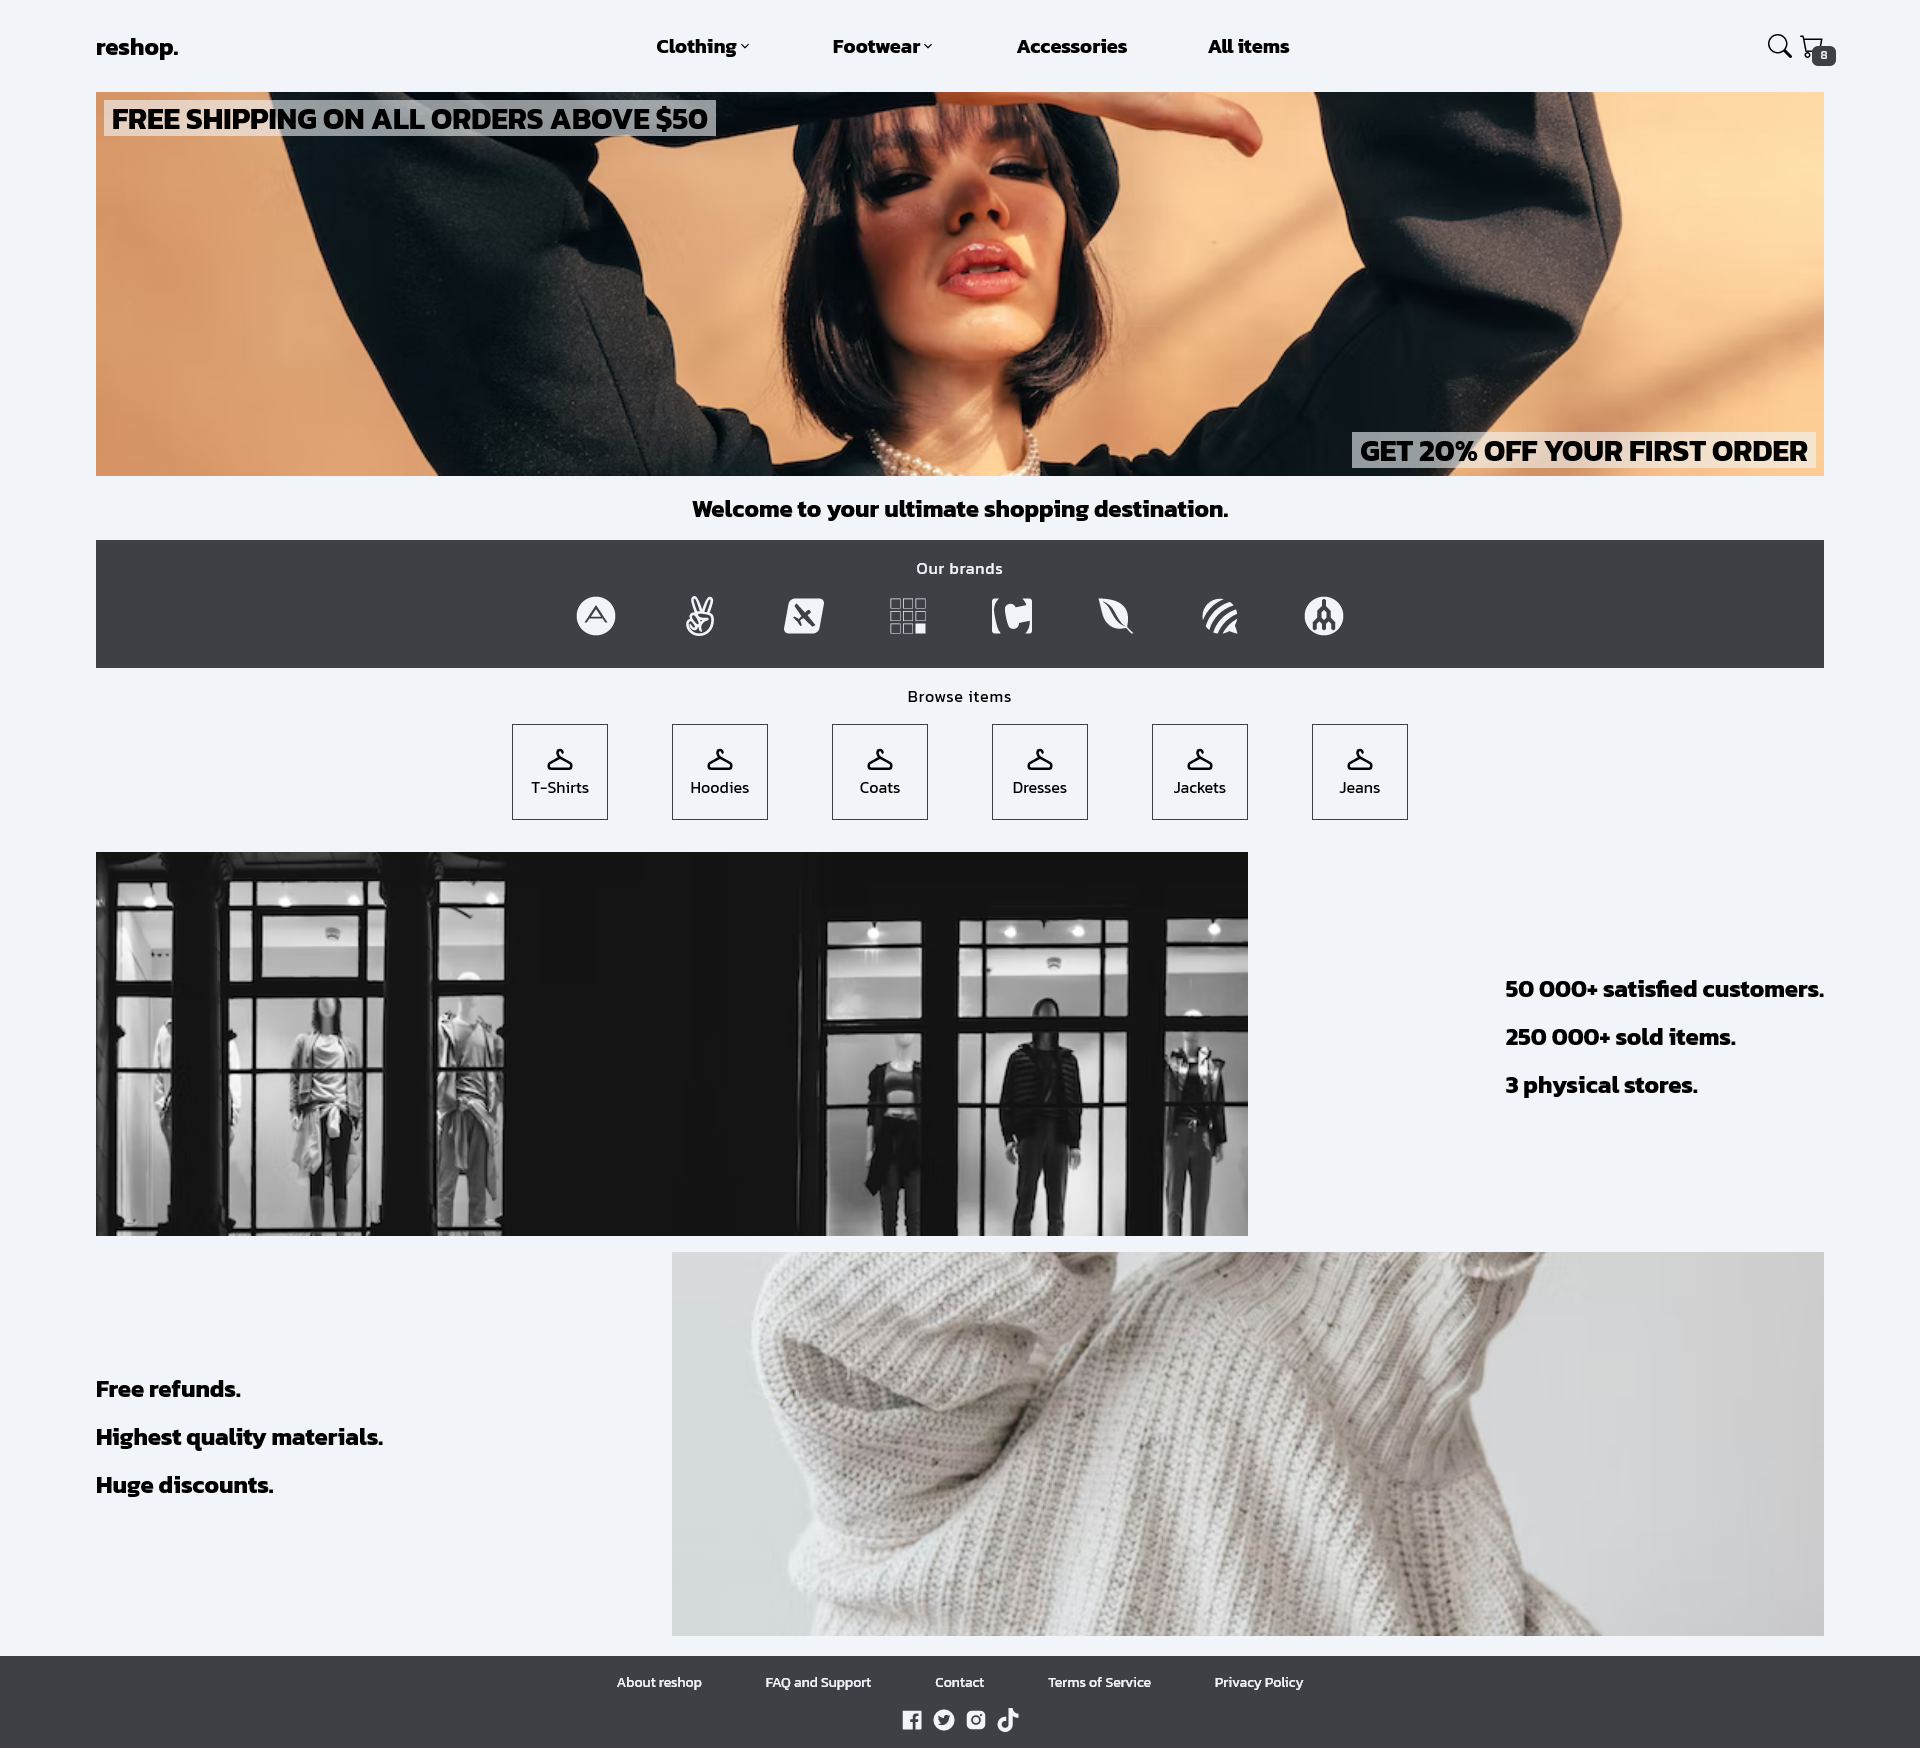 reshop.
Clothing
Footwear
Accessories
All items
8
FREE SHIPPING ON ALL ORDERS ABOVE $50
GET 20% OFF YOUR FIRST ORDER
Welcome to your ultimate shopping destination.
Our brands
Browse items
T-Shirts
Hoodies
Coats
Dresses
Jackets
Jeans
50 000+ satisfied customers.
250 000+ sold items.
3 physical stores.
Free refunds.
Highest quality materials.
Huge discounts.
About reshop
FAQ and Support
Contact
Terms of Service
Privacy Policy